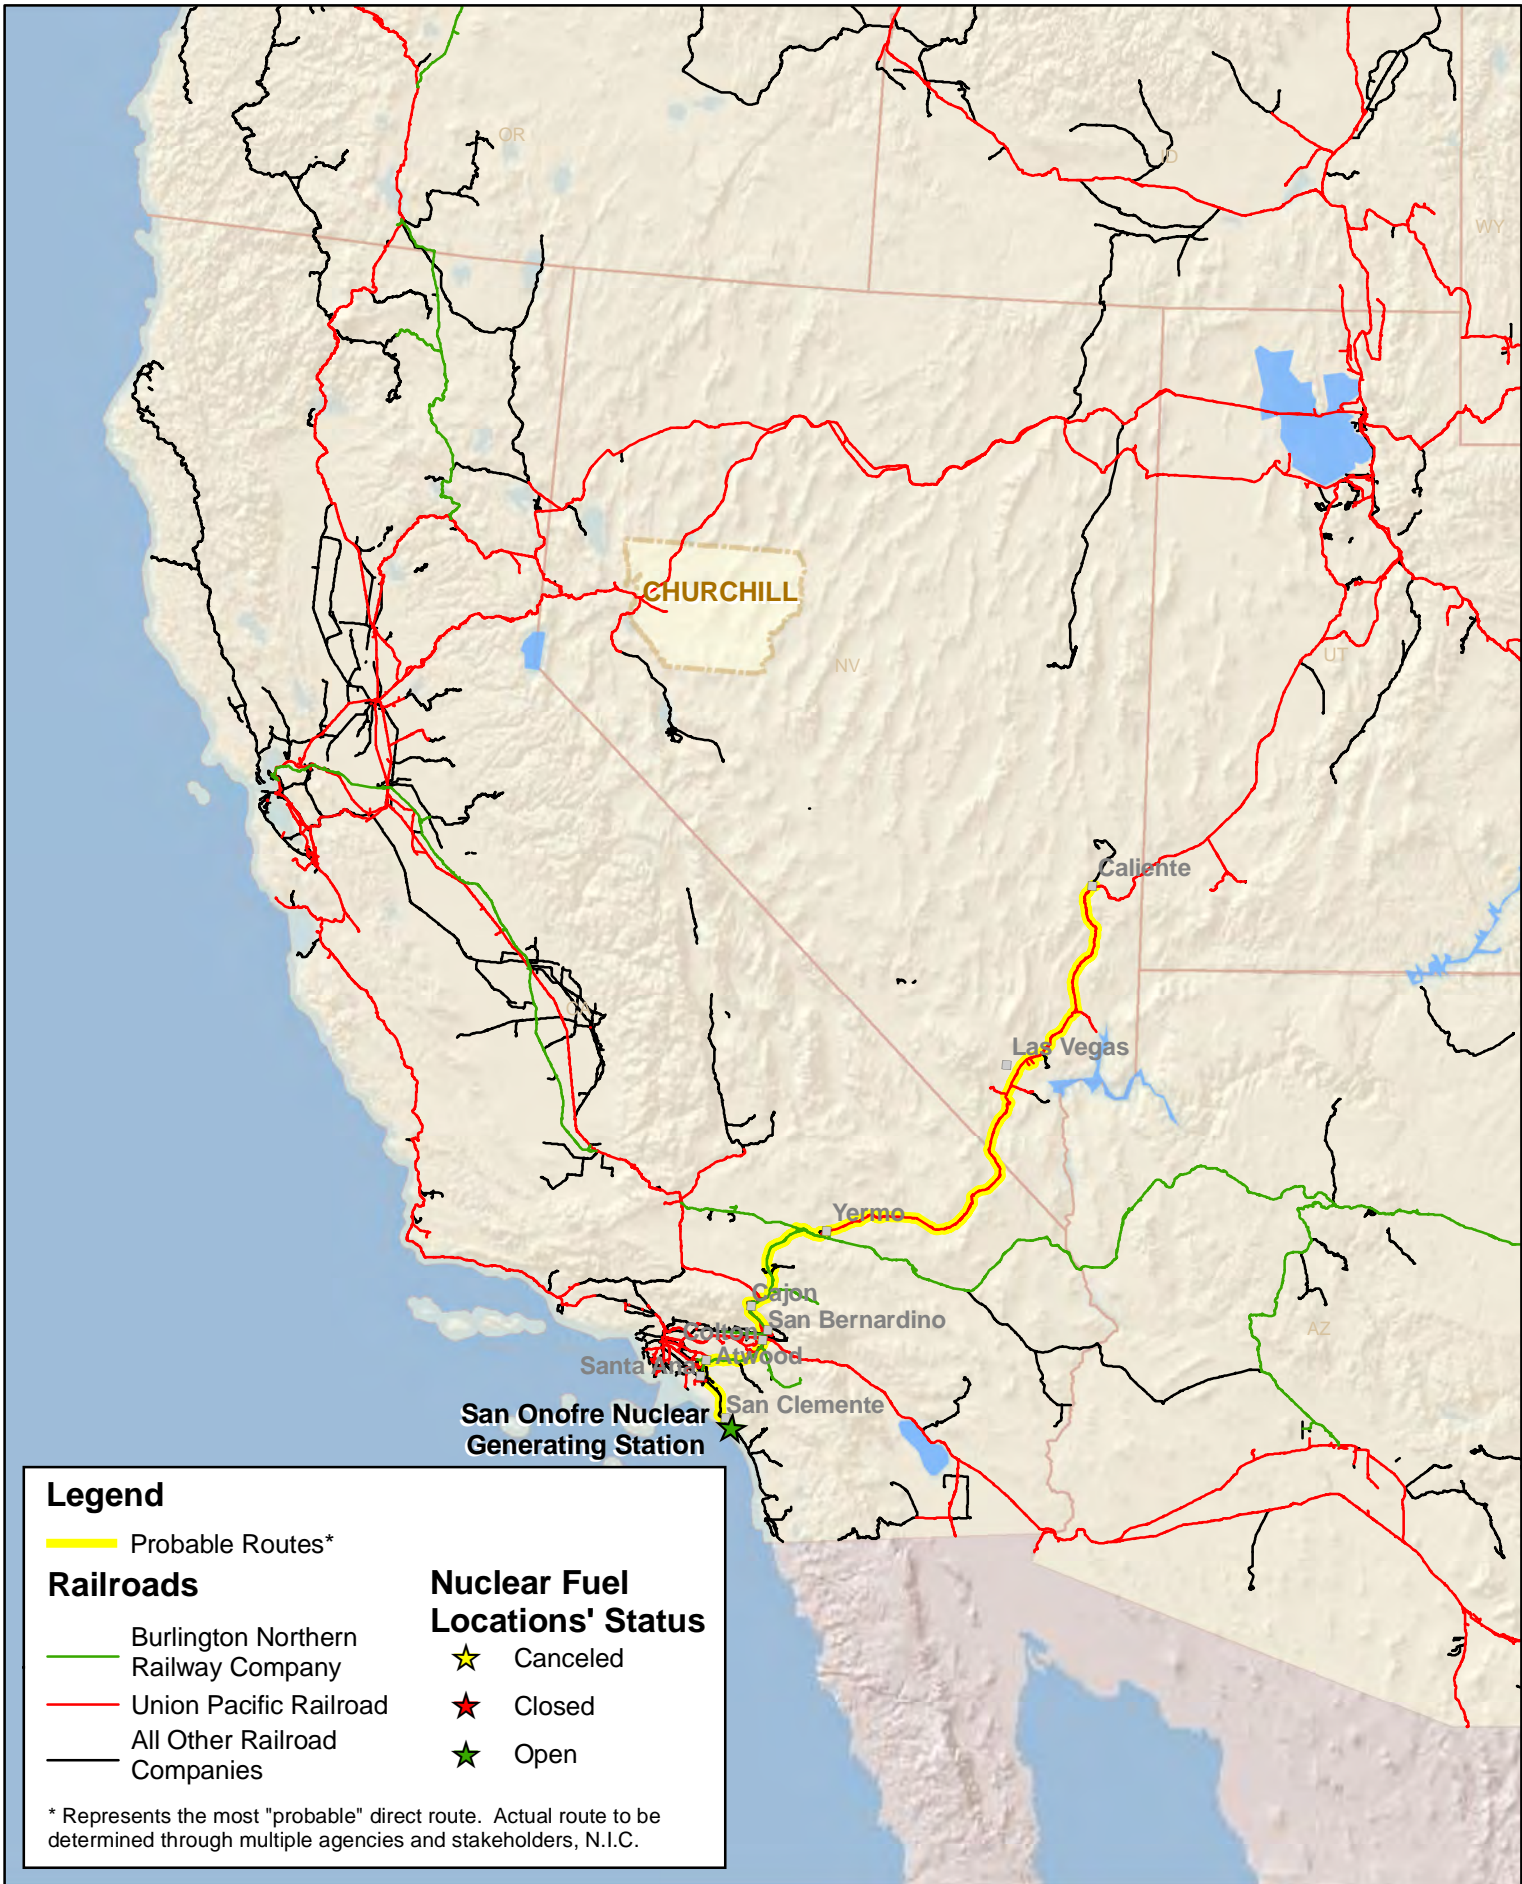 OR
ID
WY
CHURCHILL
NV
UT
Caliente
CA
Las Vegas
Yermo
Cajon
San Bernardino
Colton
Atwood
Santa Ana
AZ
San Clemente
San Onofre Nuclear
Generating Station
Legend
Probable Routes*
Railroads
Burlington Northern
Railway Company
Union Pacific Railroad
All Other Railroad
Companies
Nuclear Fuel
Locations' Status
Canceled
Closed
Open
* Represents the most "probable" direct route.  Actual route to be
determined through multiple agencies and stakeholders, N.I.C.